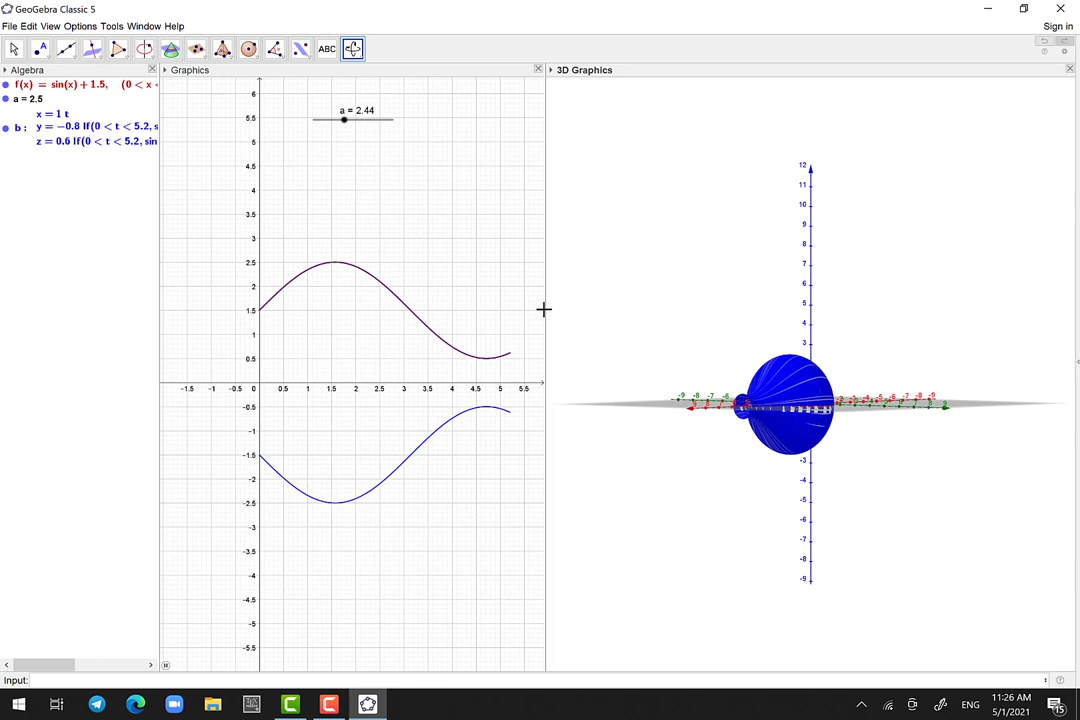 GeoGebra Classic 5
File Edit View Options Tools Window Help
Sign in
ABC
Algebra
Graphics
3D Graphics
f(x) = sin(x) + 1.5, (0 < x <
a = 2.5
x = 1 t
b : y = −0.8 If(0 < t < 5.2, s
z = 0.6 If(0 < t < 5.2, sin
a = 2.44
6
5.5
5
4.5
4
3.5
3
2.5
2
1.5
1
0.5
-1.5 -1 -0.5 0 0.5 1 1.5 2 2.5 3 3.5 4 4.5 5 5.5
-0.5
-1
-1.5
-2
-2.5
-3
-3.5
-4
-4.5
-5
-5.5
12
11
10
9
8
7
6
5
4
3
-9 -8 -7 -6
-3
-4
-5
-6
-7
-8
-9
Input:
ENG
11:26 AM
5/1/2021
15